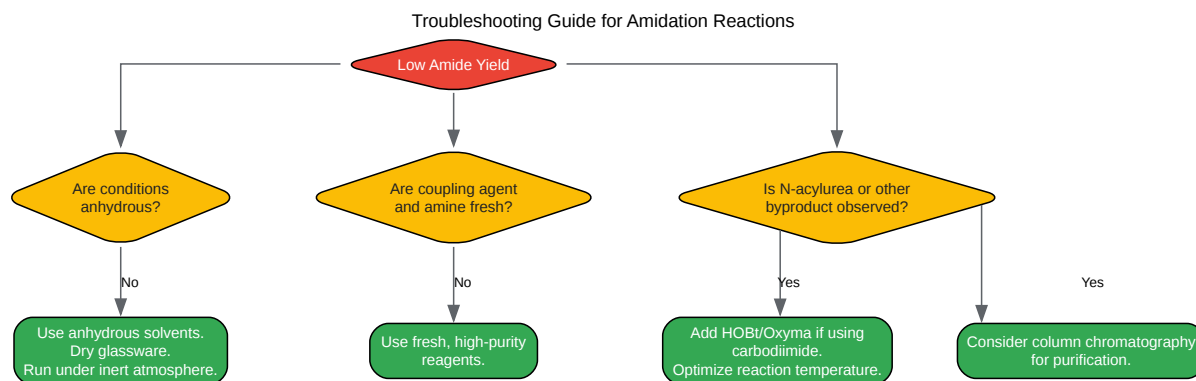 Troubleshooting Guide for Amidation Reactions
Low Amide Yield
Are conditions
anhydrous?
Are coupling agent
and amine fresh?
Is N-acylurea or other
byproduct observed?
No
No
Yes
Yes
Use anhydrous solvents.
Dry glassware.
Run under inert atmosphere.
Use fresh, high-purity
reagents.
Add HOBt/Oxyma if using
carbodiimide.
Optimize reaction temperature.
Consider column chromatography
for purification.